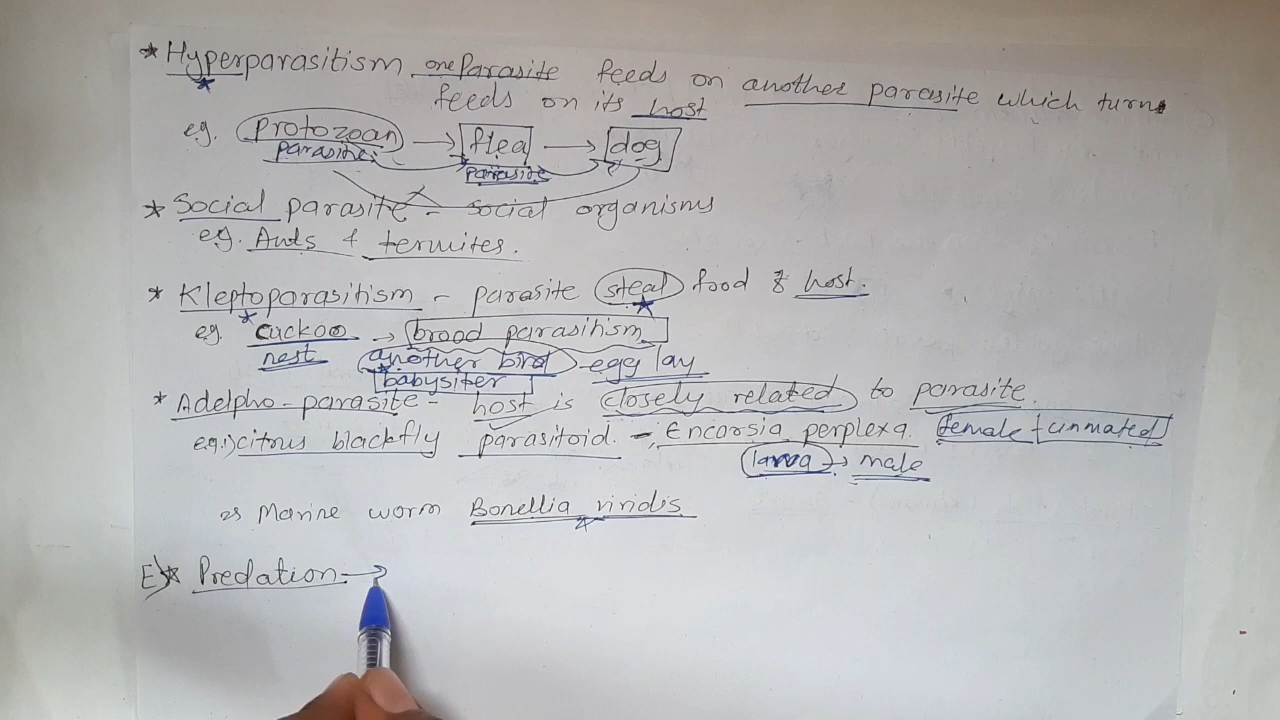 * Hyperparasitism, one Parasite feeds on another parasite which turns
feeds on its host
eg. Protozoan → flea → dog
parasite parasite
* Social parasite - social organisms
eg. Ants & termites.
* Kleptoparasitism - parasite steal food & host.
eg. cuckoo → brood parasitism
nest another bird - egg lay
babysiter
* Adelpho-parasite - host is closely related to parasite.
eg. 1) citrus blackfly parasitoid. - Encarsia perplexa. female (unmated)
larva → male
2) Marine worm Bonellia viridis
E) * Predation →